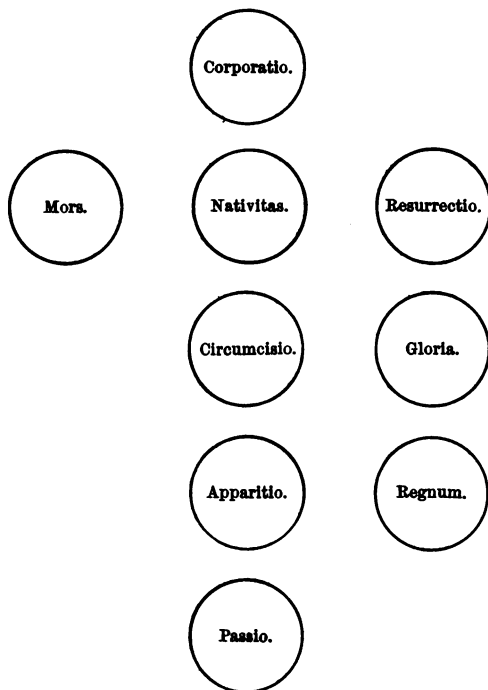 Corporatio.
Mors.
Nativitas.
Resurrectio.
Circumcisio.
Gloria.
Apparitio.
Regnum.
Passio.